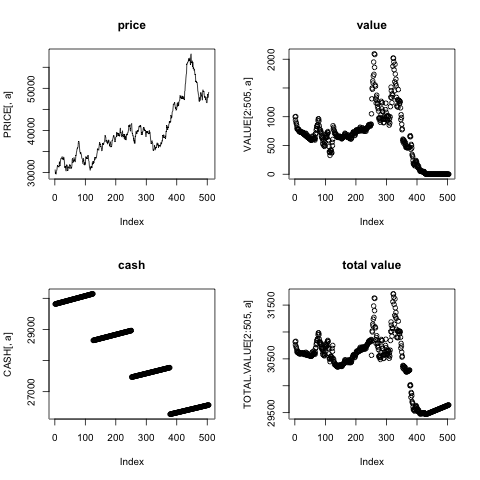 price
PRICE[, a]
30000 40000 50000
0 100 200 300 400 500
Index
value
VALUE[2:505, a]
0 500 1000 2000
0 100 200 300 400 500
Index
cash
CASH[, a]
27000 29000
0 100 200 300 400 500
Index
total value
TOTAL.VALUE[2:505, a]
29500 30500 31500
0 100 200 300 400 500
Index